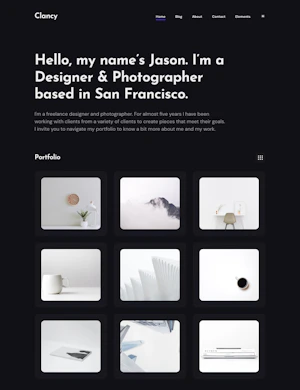 Clancy
Home Blog About Contact Elements
Hello, my name's Jason. I'm a
Designer & Photographer
based in San Francisco.
I'm a freelance designer and photographer. For almost five years I have been
working with clients from a variety of clients to create pieces that meet their goals.
I invite you to navigate my portfolio to know a bit more about me and my work.
Portfolio